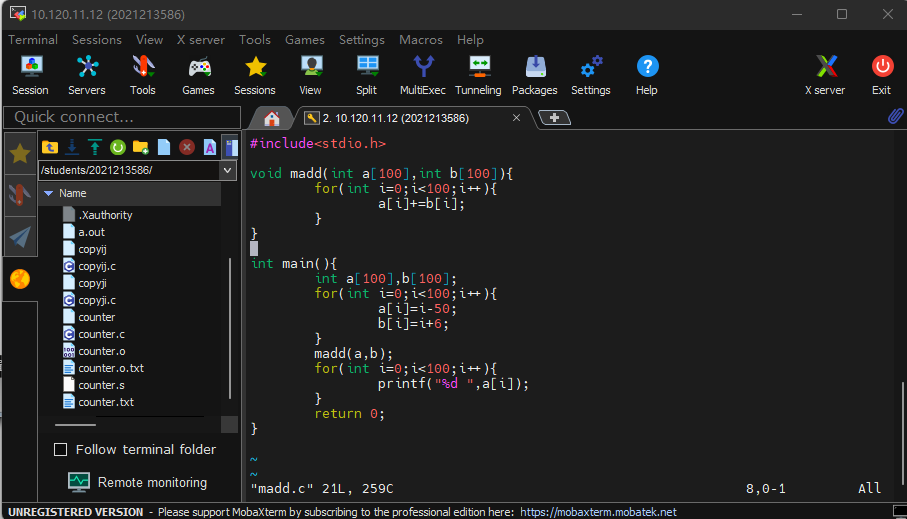 10.120.11.12 (2021213586)
Terminal Sessions View X server Tools Games Settings Macros Help
Session Servers Tools Games Sessions View Split MultiExec Tunneling Packages Settings Help X server Exit
Quick connect...
2. 10.120.11.12 (2021213586)
/students/2021213586/
Name
.Xauthority
a.out
copyij
copyij.c
copyji
copyji.c
counter
counter.c
counter.o
counter.o.txt
counter.s
counter.txt
Follow terminal folder
Remote monitoring
#include<stdio.h>
void madd(int a[100],int b[100]){
        for(int i=0;i<100;i++){
                a[i]+=b[i];
        }
}
int main(){
        int a[100],b[100];
        for(int i=0;i<100;i++){
                a[i]=i-50;
                b[i]=i+6;
        }
        madd(a,b);
        for(int i=0;i<100;i++){
                printf("%d ",a[i]);
        }
        return 0;
}
~
~
"madd.c" 21L, 259C 8,0-1 All
UNREGISTERED VERSION - Please support MobaXterm by subscribing to the professional edition here: https://mobaxterm.mobatek.net